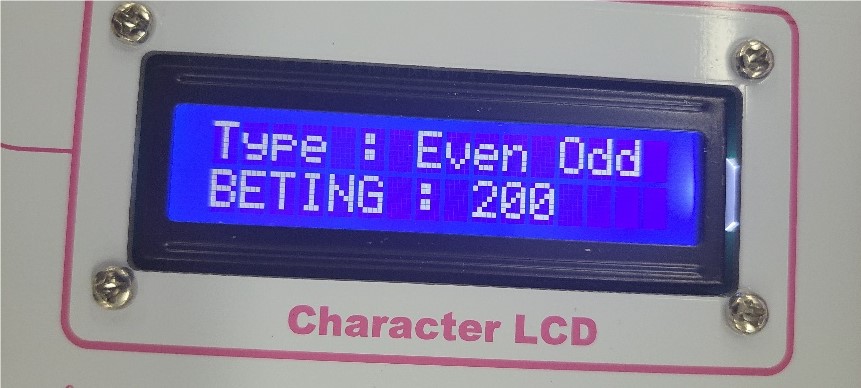 Type : Even Odd
BETING : 200
Character LCD